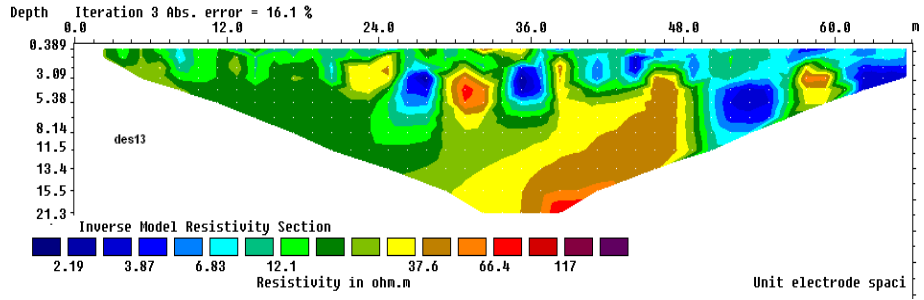 Depth Iteration 3 Abs. error = 16.1 %
0.0 12.0 24.0 36.0 48.0 60.0 m
0.389
3.09
5.38
8.14
11.5
13.4
15.5
21.3
des13
Inverse Model Resistivity Section
2.19 3.87 6.83 12.1 37.6 66.4 117
Resistivity in ohm.m Unit electrode spaci